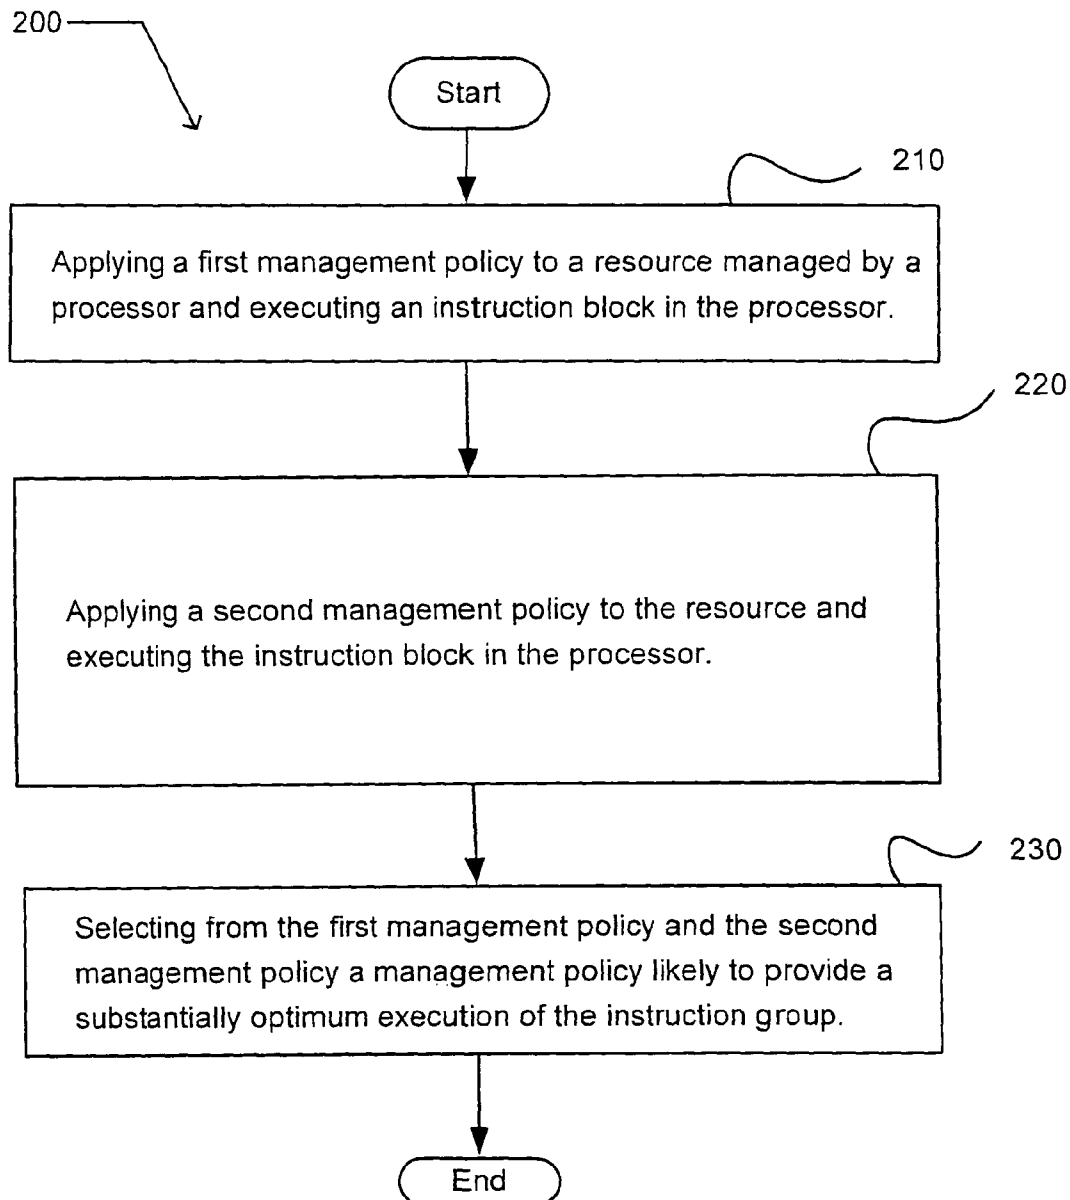 200
Start
210
Applying a first management policy to a resource managed by a
processor and executing an instruction block in the processor.
220
Applying a second management policy to the resource and
executing the instruction block in the processor.
230
Selecting from the first management policy and the second
management policy a management policy likely to provide a
substantially optimum execution of the instruction group.
End